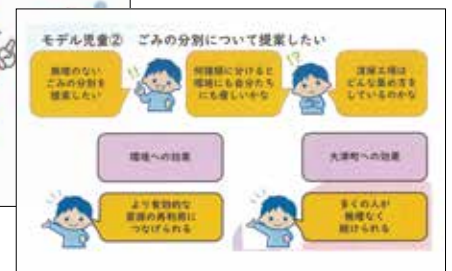 モデル児童② ごみの分別について提案したい
無理のない
ごみの分別を
提案したい
何種類に分けると
環境にも自分たち
にも優しいかな
清掃工場は
どんな集め方を
しているのかな
環境への効果
大津町への効果
より有効的な
資源の再利用に
つなげられる
多くの人が
無理なく
続けられる